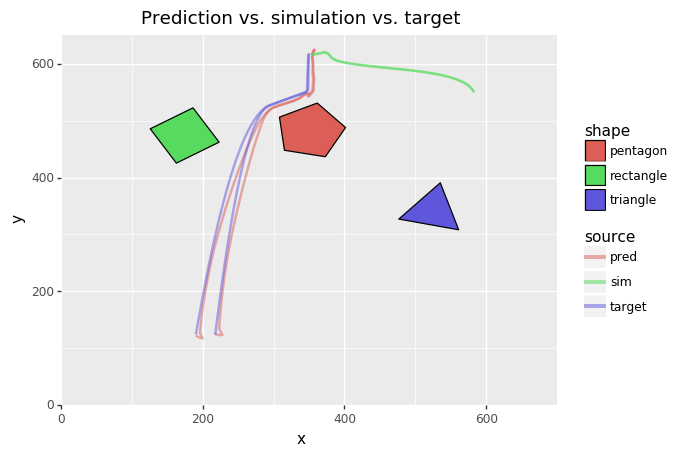 Prediction vs. simulation vs. target
600
400
200
0
0
200
400
600
x
y
shape
pentagon
rectangle
triangle
source
pred
sim
target